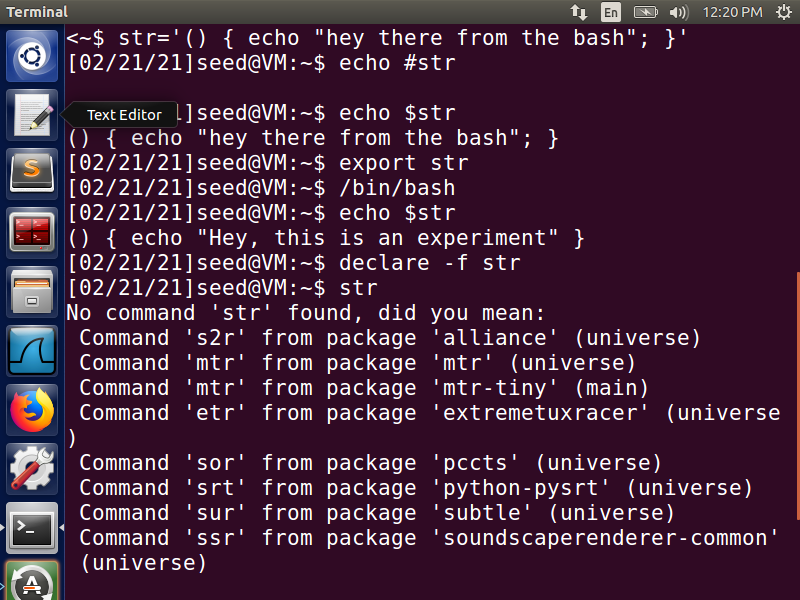 Terminal
En
12:20 PM
<~$ str='() { echo "hey there from the bash"; }'
[02/21/21]seed@VM:~$ echo #str
Text Editor
]seed@VM:~$ echo $str
() { echo "hey there from the bash"; }
[02/21/21]seed@VM:~$ export str
[02/21/21]seed@VM:~$ /bin/bash
[02/21/21]seed@VM:~$ echo $str
() { echo "Hey, this is an experiment" }
[02/21/21]seed@VM:~$ declare -f str
[02/21/21]seed@VM:~$ str
No command 'str' found, did you mean:
 Command 's2r' from package 'alliance' (universe)
 Command 'mtr' from package 'mtr' (universe)
 Command 'mtr' from package 'mtr-tiny' (main)
 Command 'etr' from package 'extremetuxracer' (universe
)
 Command 'sor' from package 'pccts' (universe)
 Command 'srt' from package 'python-pysrt' (universe)
 Command 'sur' from package 'subtle' (universe)
 Command 'ssr' from package 'soundscaperenderer-common'
 (universe)